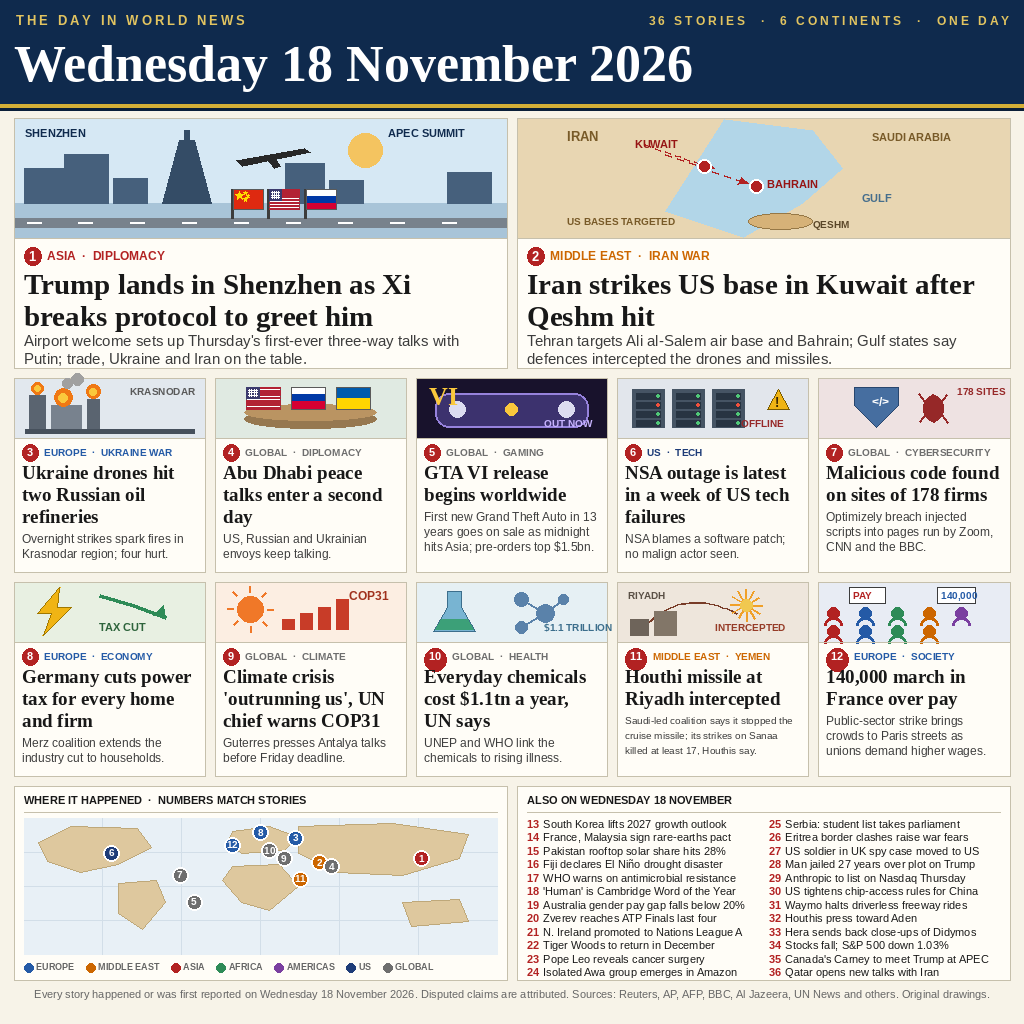 THE DAY IN WORLD NEWS
36 STORIES · 6 CONTINENTS · ONE DAY
Wednesday 18 November 2026
SHENZHEN
APEC SUMMIT
1 ASIA · DIPLOMACY
Trump lands in Shenzhen as Xi
breaks protocol to greet him
Airport welcome sets up Thursday's first-ever three-way talks with
Putin; trade, Ukraine and Iran on the table.
IRAN
KUWAIT
SAUDI ARABIA
BAHRAIN
GULF
US BASES TARGETED
QESHM
2 MIDDLE EAST · IRAN WAR
Iran strikes US base in Kuwait after
Qeshm hit
Tehran targets Ali al-Salem air base and Bahrain; Gulf states say
defences intercepted the drones and missiles.
KRASNODAR
3 EUROPE · UKRAINE WAR
Ukraine drones hit
two Russian oil
refineries
Overnight strikes spark fires in
Krasnodar region; four hurt.
4 GLOBAL · DIPLOMACY
Abu Dhabi peace
talks enter a second
day
US, Russian and Ukrainian
envoys keep talking.
VI
OUT NOW
5 GLOBAL · GAMING
GTA VI release
begins worldwide
First new Grand Theft Auto in 13
years goes on sale as midnight
hits Asia; pre-orders top $1.5bn.
!
OFFLINE
6 US · TECH
NSA outage is latest
in a week of US tech
failures
NSA blames a software patch;
no malign actor seen.
</>
178 SITES
7 GLOBAL · CYBERSECURITY
Malicious code found
on sites of 178 firms
Optimizely breach injected
scripts into pages run by Zoom,
CNN and the BBC.
TAX CUT
8 EUROPE · ECONOMY
Germany cuts power
tax for every home
and firm
Merz coalition extends the
industry cut to households.
COP31
9 GLOBAL · CLIMATE
Climate crisis
'outrunning us', UN
chief warns COP31
Guterres presses Antalya talks
before Friday deadline.
$1.1 TRILLION
10 GLOBAL · HEALTH
Everyday chemicals
cost $1.1tn a year,
UN says
UNEP and WHO link the
chemicals to rising illness.
RIYADH
INTERCEPTED
11 MIDDLE EAST · YEMEN
Houthi missile at
Riyadh intercepted
Saudi-led coalition says it stopped the
cruise missile; its strikes on Sanaa
killed at least 17, Houthis say.
PAY
140,000
12 EUROPE · SOCIETY
140,000 march in
France over pay
Public-sector strike brings
crowds to Paris streets as
unions demand higher wages.
WHERE IT HAPPENED · NUMBERS MATCH STORIES
8
3
12
10
9
2
4
1
6
7
11
5
EUROPE
MIDDLE EAST
ASIA
AFRICA
AMERICAS
US
GLOBAL
ALSO ON WEDNESDAY 18 NOVEMBER
13 South Korea lifts 2027 growth outlook
14 France, Malaysia sign rare-earths pact
15 Pakistan rooftop solar share hits 28%
16 Fiji declares El Niño drought disaster
17 WHO warns on antimicrobial resistance
18 'Human' is Cambridge Word of the Year
19 Australia gender pay gap falls below 20%
20 Zverev reaches ATP Finals last four
21 N. Ireland promoted to Nations League A
22 Tiger Woods to return in December
23 Pope Leo reveals cancer surgery
24 Isolated Awa group emerges in Amazon
25 Serbia: student list takes parliament
26 Eritrea border clashes raise war fears
27 US soldier in UK spy case moved to US
28 Man jailed 27 years over plot on Trump
29 Anthropic to list on Nasdaq Thursday
30 US tightens chip-access rules for China
31 Waymo halts driverless freeway rides
32 Houthis press toward Aden
33 Hera sends back close-ups of Didymos
34 Stocks fall; S&P 500 down 1.03%
35 Canada's Carney to meet Trump at APEC
36 Qatar opens new talks with Iran
Every story happened or was first reported on Wednesday 18 November 2026. Disputed claims are attributed. Sources: Reuters, AP, AFP, BBC, Al Jazeera, UN News and others. Original drawings.